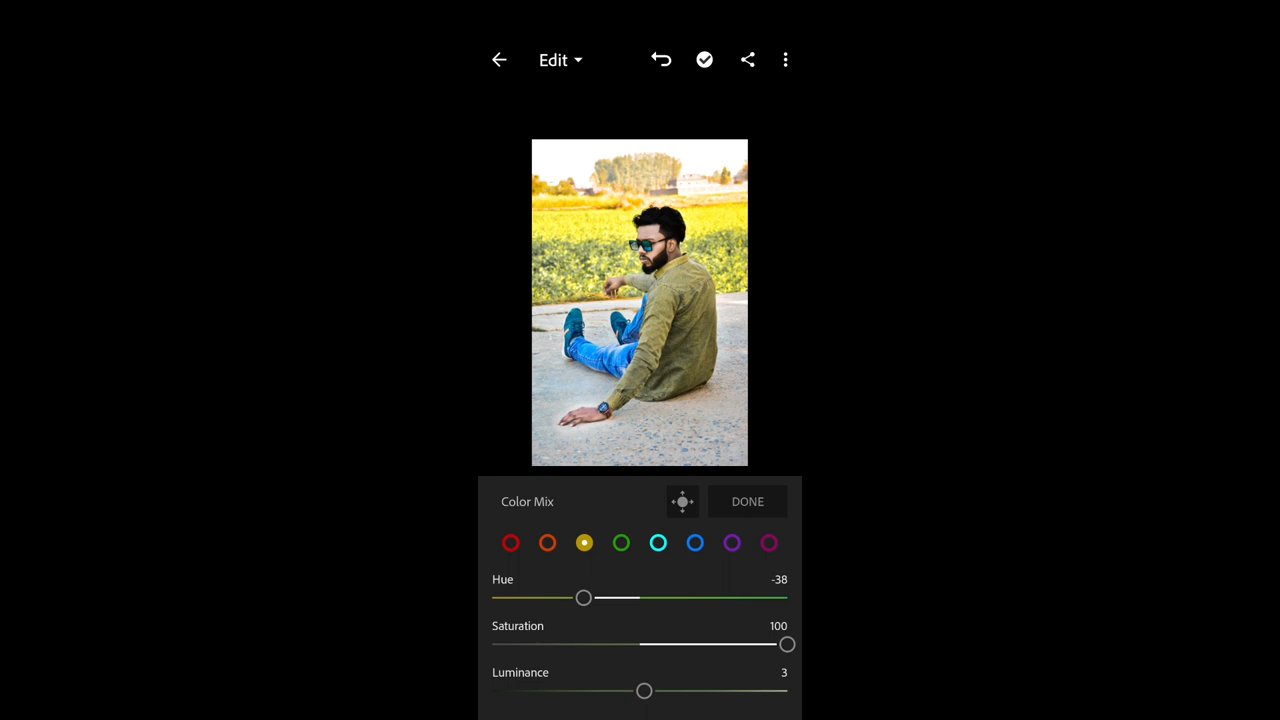 Edit
Color Mix
DONE
Hue
-38
Saturation
100
Luminance
3